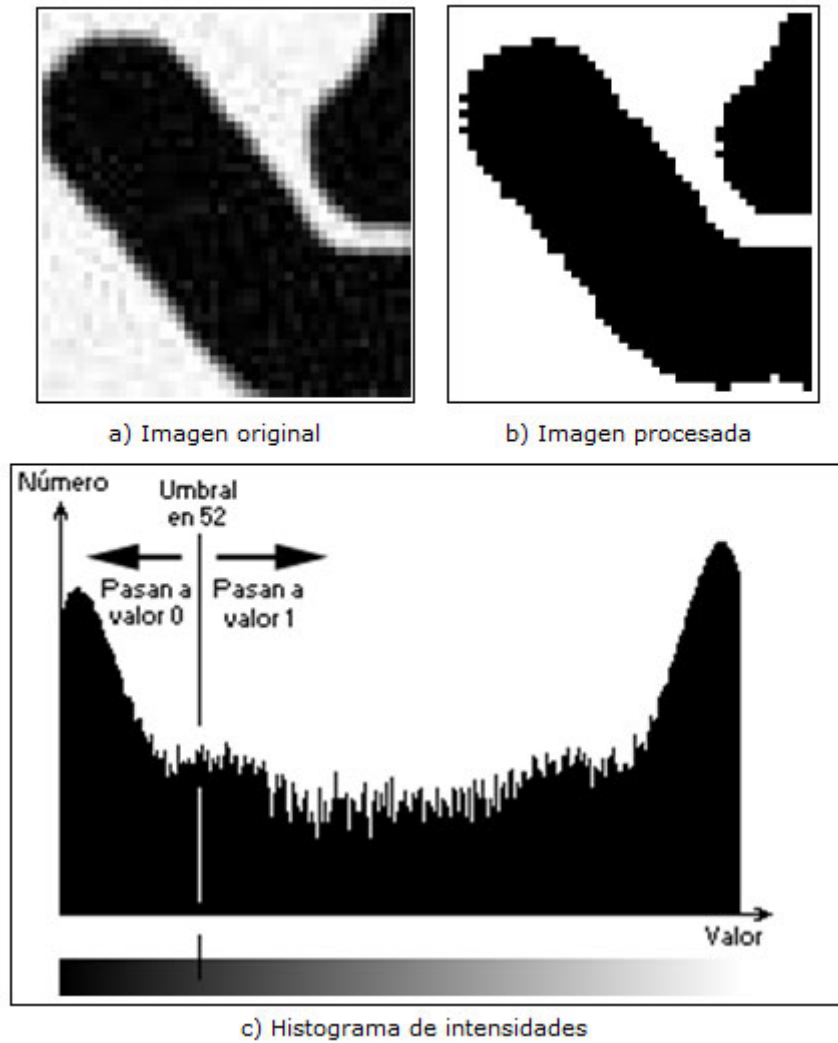 a) Imagen original
b) Imagen procesada
Número
Umbral
en 52
Pasan a
valor 0
Pasan a
valor 1
Valor
c) Histograma de intensidades